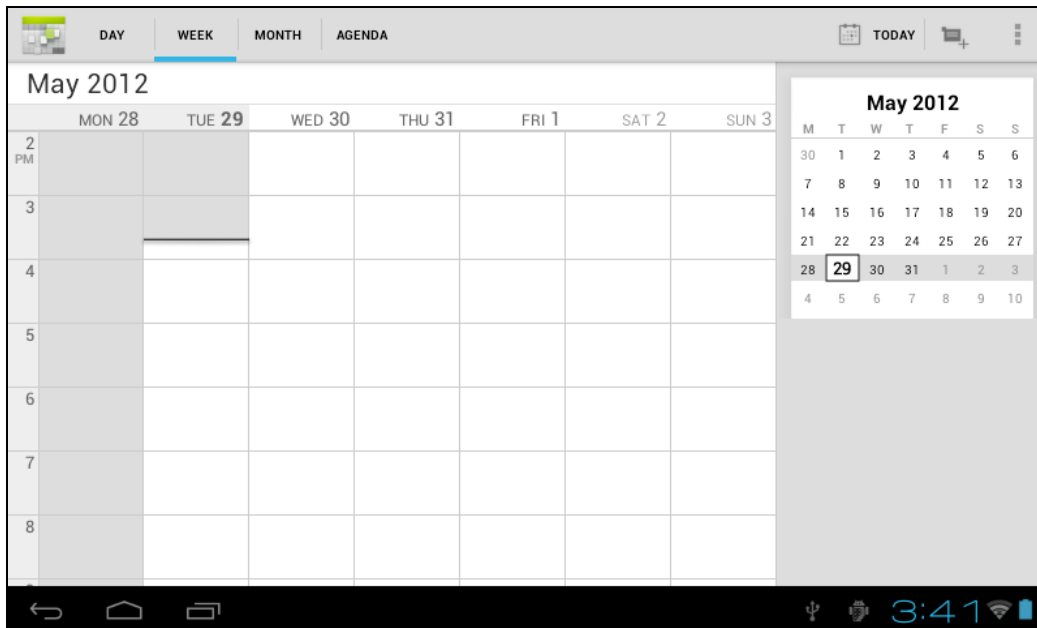 DAY WEEK MONTH AGENDA TODAY
May 2012
MON 28 TUE 29 WED 30 THU 31 FRI 1 SAT 2 SUN 3
2
PM
3
4
5
6
7
8
May 2012
M T W T F S S
30 1 2 3 4 5 6
7 8 9 10 11 12 13
14 15 16 17 18 19 20
21 22 23 24 25 26 27
28 29 30 31 1 2 3
4 5 6 7 8 9 10
3:41